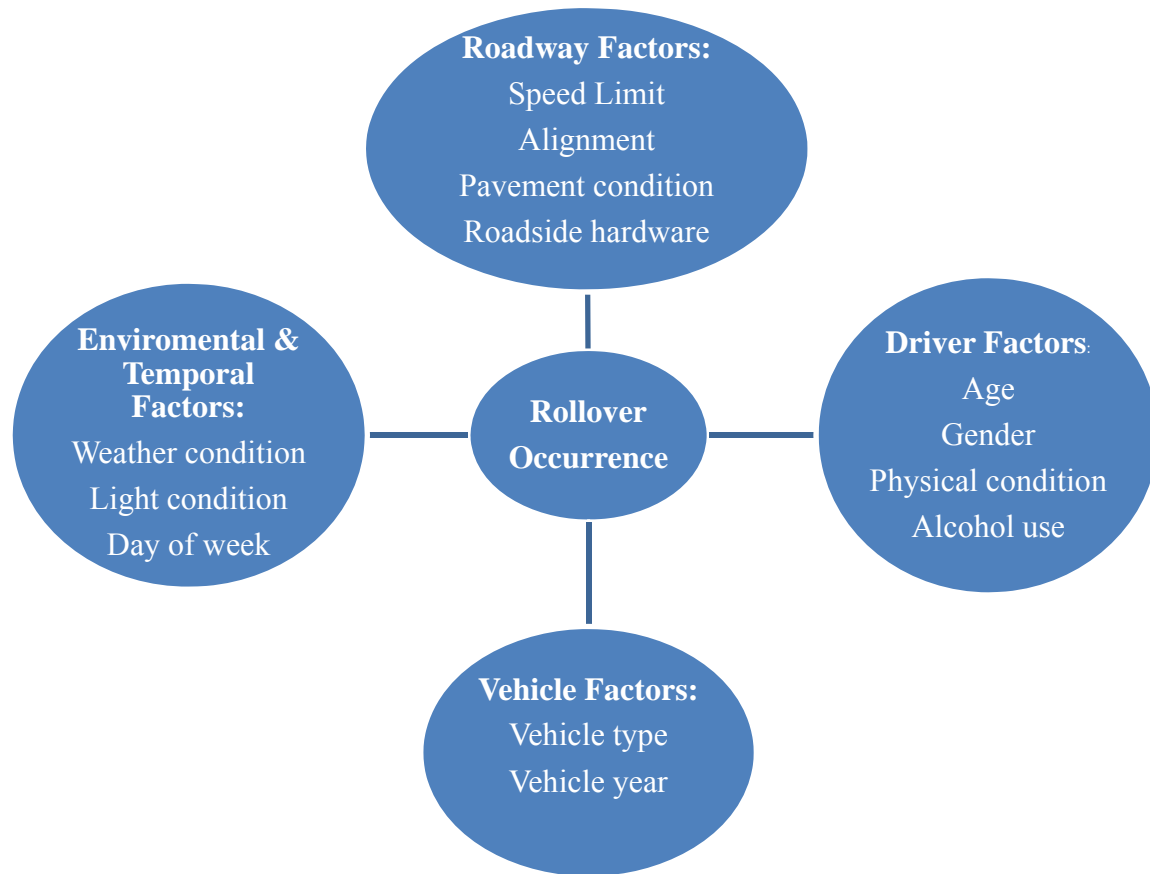 Roadway Factors:
Speed Limit
Alignment
Pavement condition
Roadside hardware
Enviromental &
Temporal
Factors:
Weather condition
Light condition
Day of week
Rollover
Occurrence
Driver Factors:
Age
Gender
Physical condition
Alcohol use
Vehicle Factors:
Vehicle type
Vehicle year